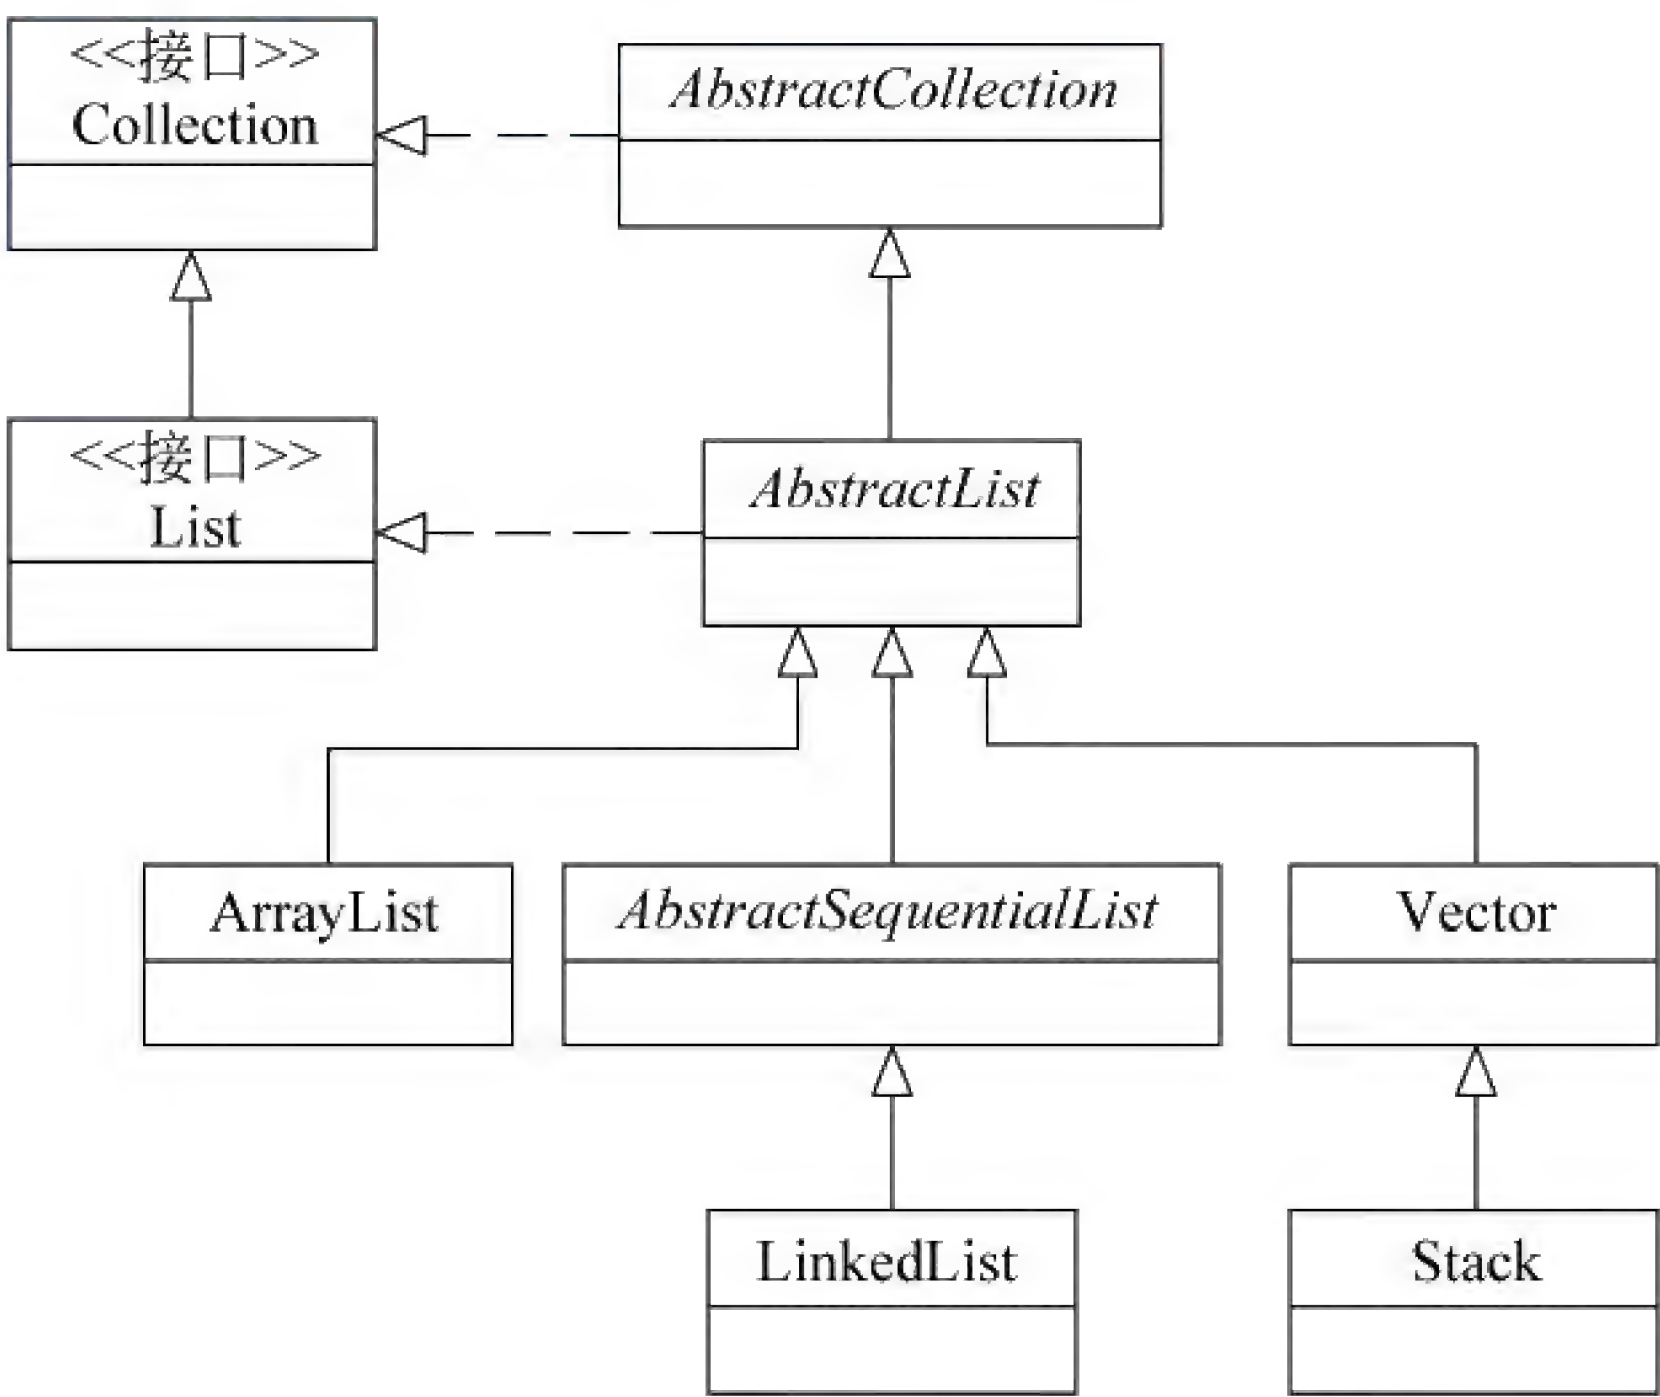 <<接口>>
Collection
AbstractCollection
<<接口>>
List
AbstractList
ArrayList
AbstractSequentialList
Vector
LinkedList
Stack